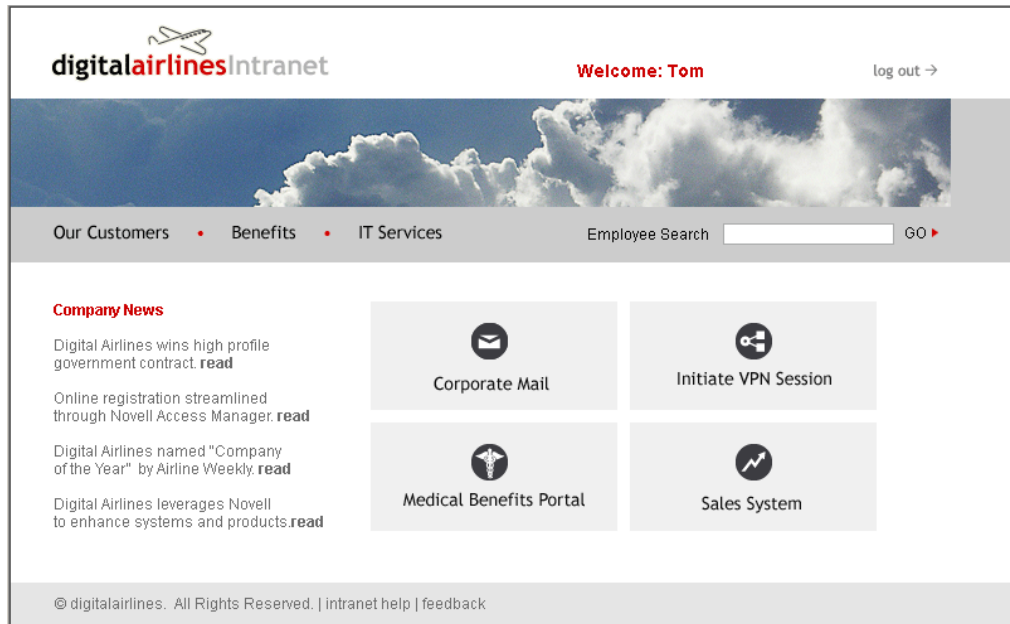 digitalairlinesIntranet
Welcome: Tom
log out →
Our Customers • Benefits • IT Services
Employee Search GO
Company News
Digital Airlines wins high profile
government contract. read
Online registration streamlined
through Novell Access Manager. read
Digital Airlines named "Company
of the Year" by Airline Weekly. read
Digital Airlines leverages Novell
to enhance systems and products.read
Corporate Mail
Initiate VPN Session
Medical Benefits Portal
Sales System
© digitalairlines. All Rights Reserved. | intranet help | feedback